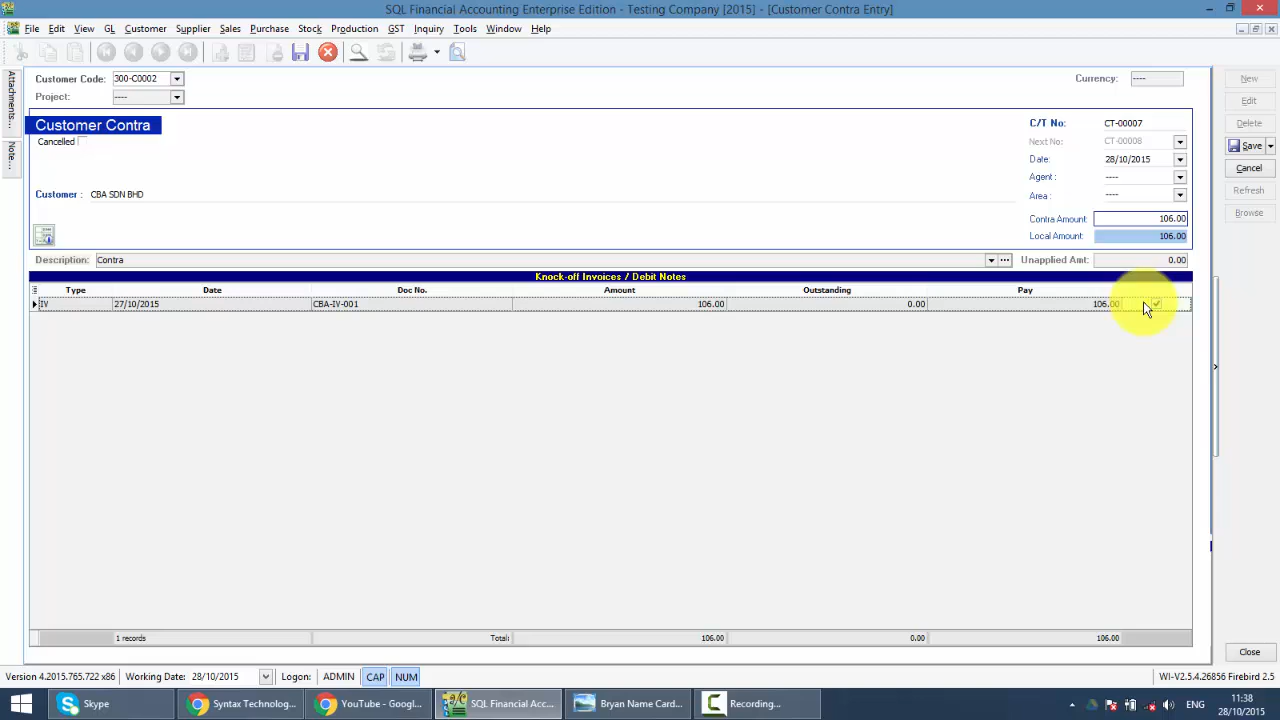 SQL Financial Accounting Enterprise Edition - Testing Company [2015] - [Customer Contra Entry]
File Edit View GL Customer Supplier Sales Purchase Stock Production GST Inquiry Tools Window Help
Attachments...
Note...
Customer Code: 300-C0002
Currency: ----
New
Project: ----
Edit
Customer Contra
C/T No: CT-00007
Delete
Cancelled
Next No: CT-00008
Save
Date: 28/10/2015
Cancel
Agent : ----
Refresh
Customer : CBA SDN BHD
Area : ----
Browse
Contra Amount: 106.00
Local Amount: 106.00
Description: Contra
Unapplied Amt: 0.00
Knock-off Invoices / Debit Notes
Type Date Doc No. Amount Outstanding Pay
IV 27/10/2015 CBA-IV-001 106.00 0.00 106.00
1 records Total: 106.00 0.00 106.00
Close
Version 4.2015.765.722 x86 Working Date: 28/10/2015 Logon: ADMIN CAP NUM WI-V2.5.4.26856 Firebird 2.5
Skype Syntax Technolog... YouTube - Googl... SQL Financial Acc... Bryan Name Card... Recording... ENG 11:38
28/10/2015